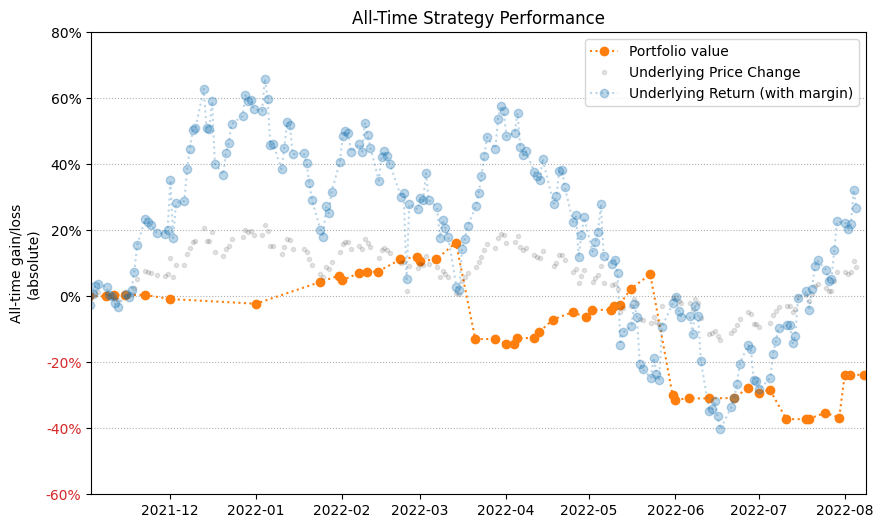 All-Time Strategy Performance
All-time gain/loss
(absolute)
80%
60%
40%
20%
0%
-20%
-40%
-60%
Portfolio value
Underlying Price Change
Underlying Return (with margin)
2021-12 2022-01 2022-02 2022-03 2022-04 2022-05 2022-06 2022-07 2022-08